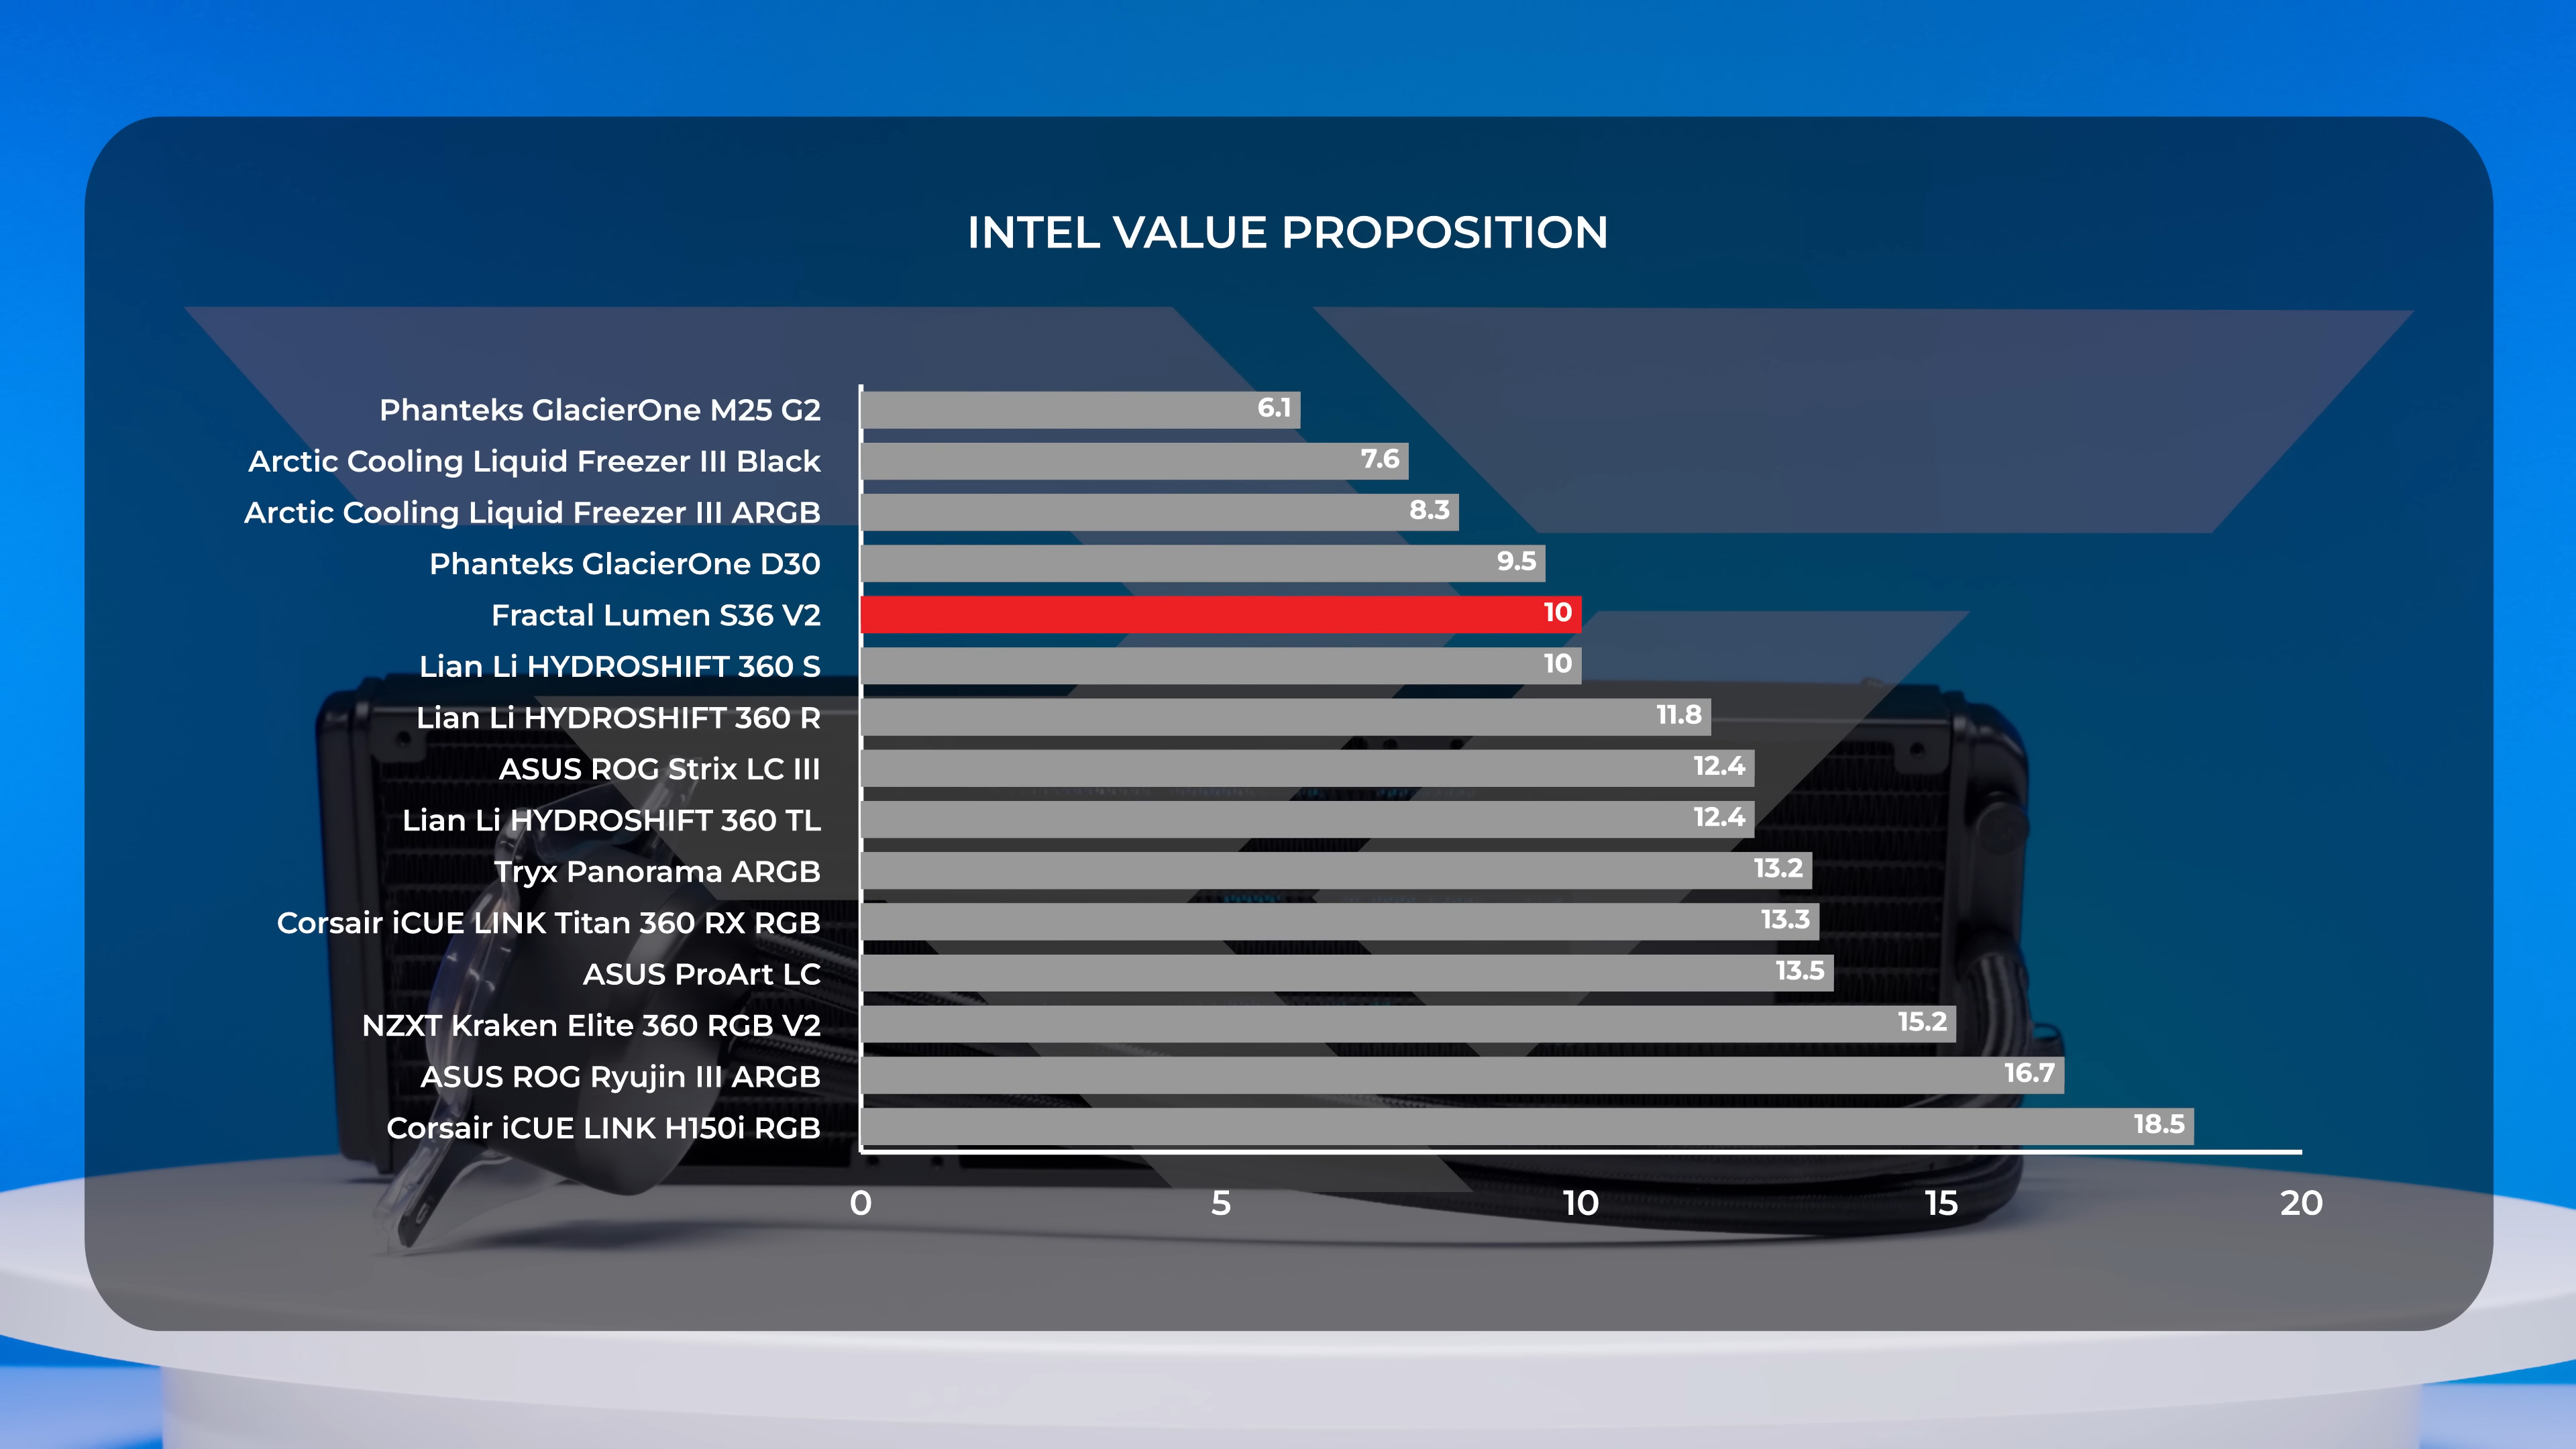 INTEL VALUE PROPOSITION
Phanteks GlacierOne M25 G2 6.1
Arctic Cooling Liquid Freezer III Black 7.6
Arctic Cooling Liquid Freezer III ARGB 8.3
Phanteks GlacierOne D30 9.5
Fractal Lumen S36 V2 10
Lian Li HYDROSHIFT 360 S 10
Lian Li HYDROSHIFT 360 R 11.8
ASUS ROG Strix LC III 12.4
Lian Li HYDROSHIFT 360 TL 12.4
Tryx Panorama ARGB 13.2
Corsair iCUE LINK Titan 360 RX RGB 13.3
ASUS ProArt LC 13.5
NZXT Kraken Elite 360 RGB V2 15.2
ASUS ROG Ryujin III ARGB 16.7
Corsair iCUE LINK H150i RGB 18.5
0 5 10 15 20